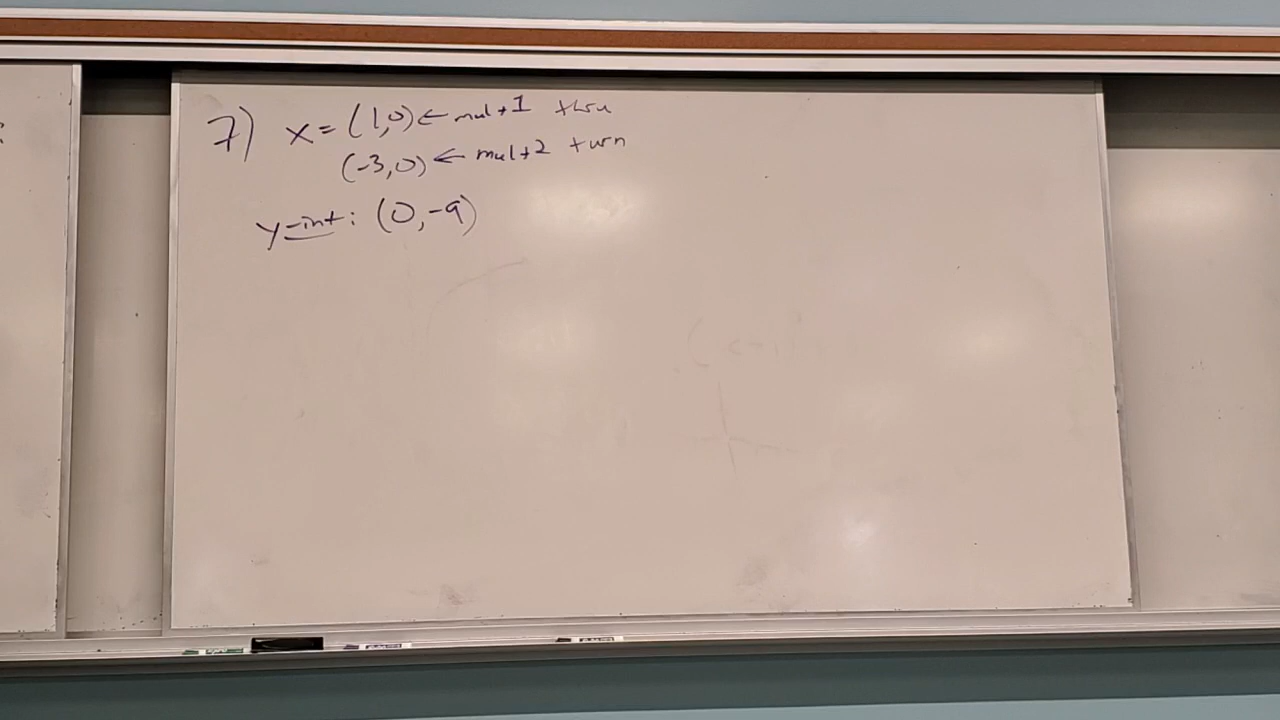 7) x = (1,0) ← mult 1 thru
(-3,0) ← mult 2 turn
y-int: (0,-9)